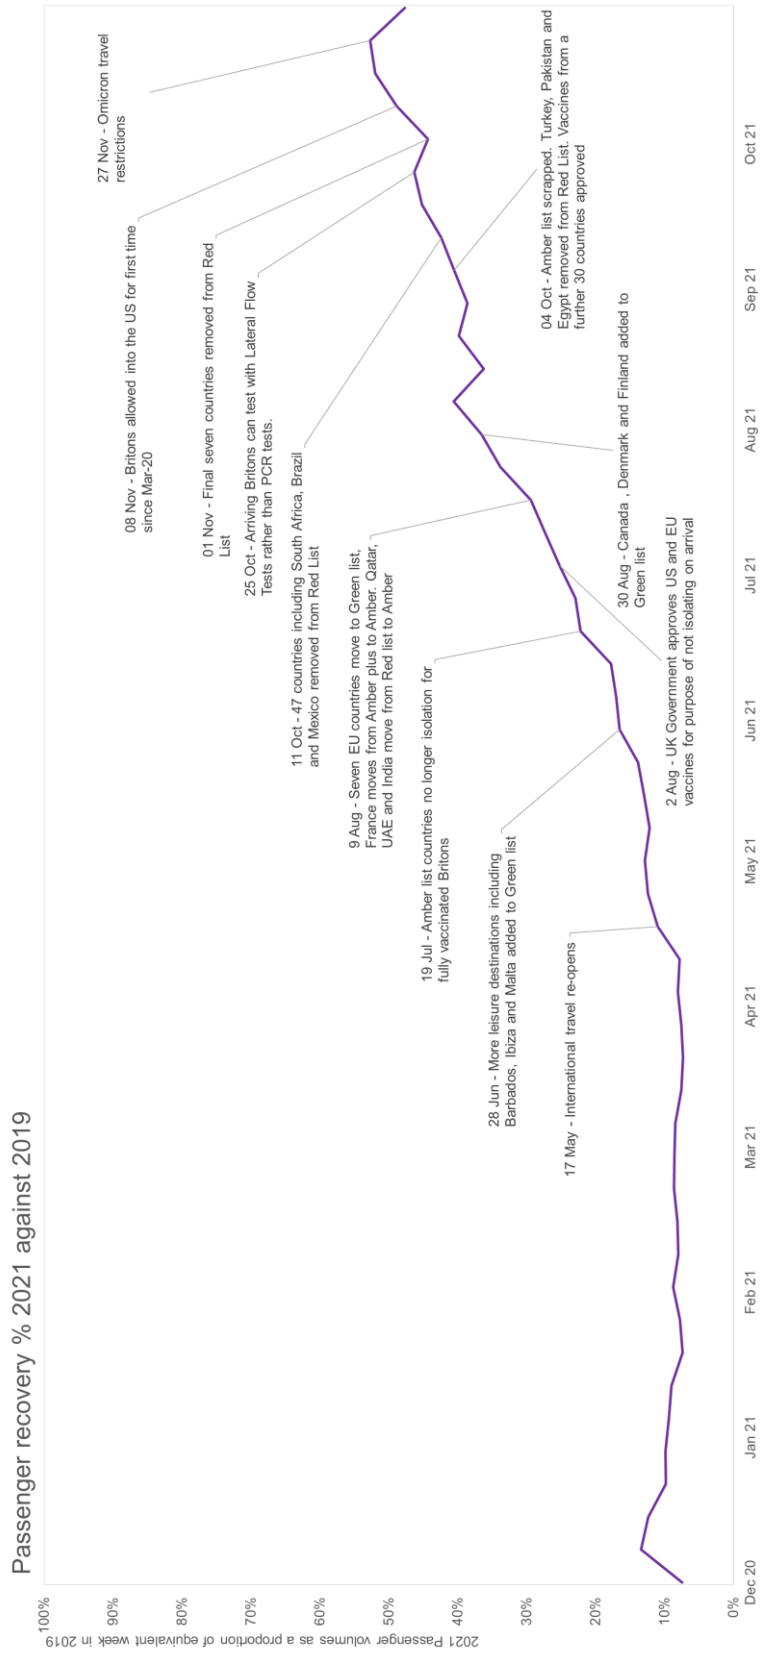 Passenger recovery % 2021 against 2019
2021 Passenger volumes as a proportion of equivalent week in 2019
100%
90%
80%
70%
60%
50%
40%
30%
20%
10%
0%
27 Nov - Omicron travel
restrictions
08 Nov - Britons allowed into the US for first time
since Mar-20
01 Nov - Final seven countries removed from Red
List
25 Oct - Arriving Britons can test with Lateral Flow
Tests rather than PCR tests.
11 Oct - 47 countries including South Africa, Brazil
and Mexico removed from Red List
9 Aug - Seven EU countries move to Green list,
France moves from Amber plus to Amber. Qatar,
UAE and India move from Red list to Amber
19 Jul - Amber list countries no longer isolation for
fully vaccinated Britons
28 Jun - More leisure destinations including
Barbados, Ibiza and Malta added to Green list
17 May - International travel re-opens
04 Oct - Amber list scrapped. Turkey, Pakistan and
Egypt removed from Red List. Vaccines from a
further 30 countries approved
30 Aug - Canada , Denmark and Finland added to
Green list
2 Aug - UK Government approves US and EU
vaccines for purpose of not isolating on arrival
Dec 20
Jan 21
Feb 21
Mar 21
Apr 21
May 21
Jun 21
Jul 21
Aug 21
Sep 21
Oct 21